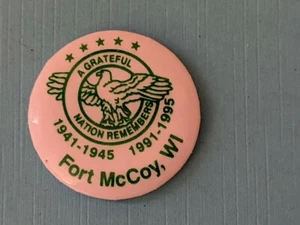 A GRATEFUL
NATION REMEMBERS
1941-1945 1991-1995
Fort McCoy, WI